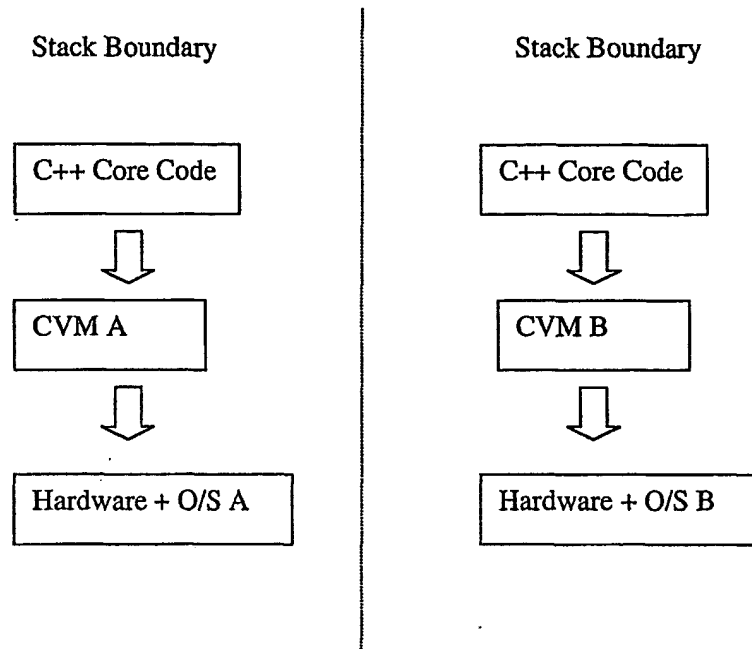 Stack Boundary
C++ Core Code
CVM A
Hardware + O/S A
Stack Boundary
C++ Core Code
CVM B
Hardware + O/S B